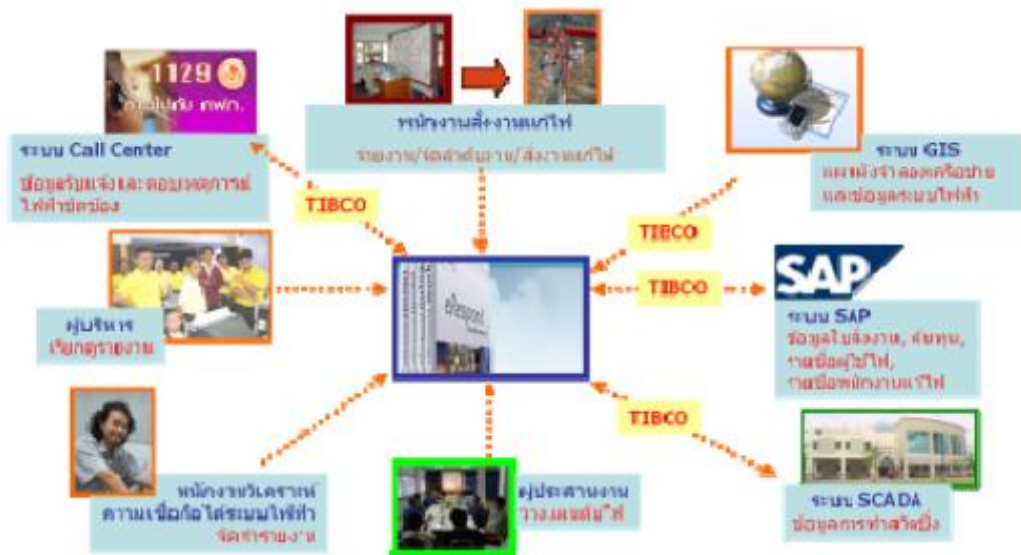 1129
ระบบ Call Center
ข้อมูลรับแจ้งและตอบเหตุการณ์
ไฟฟ้าขัดข้อง
พนักงานสั่งงานแก้ไฟ
รายงาน/จัดลำดับงาน/สั่งงานแก้ไฟ
ระบบ GIS
และข้อมูลระบบไฟฟ้า
TIBCO
TIBCO
TIBCO
SAP
ระบบ SAP
ข้อมูลใบสั่งงาน, ต้นทุน,
รายชื่อผู้ใช้ไฟ,
รายชื่อพนักงานแก้ไฟ
ผู้บริหาร
เรียกดูรายงาน
TIBCO
พนักงานวิเคราะห์
ความเชื่อถือได้ระบบไฟฟ้า
จัดทำรายงาน
ผู้ประสานงาน
วางแผนดับไฟ
ระบบ SCADA
ข้อมูลการทำสวิตชิ่ง